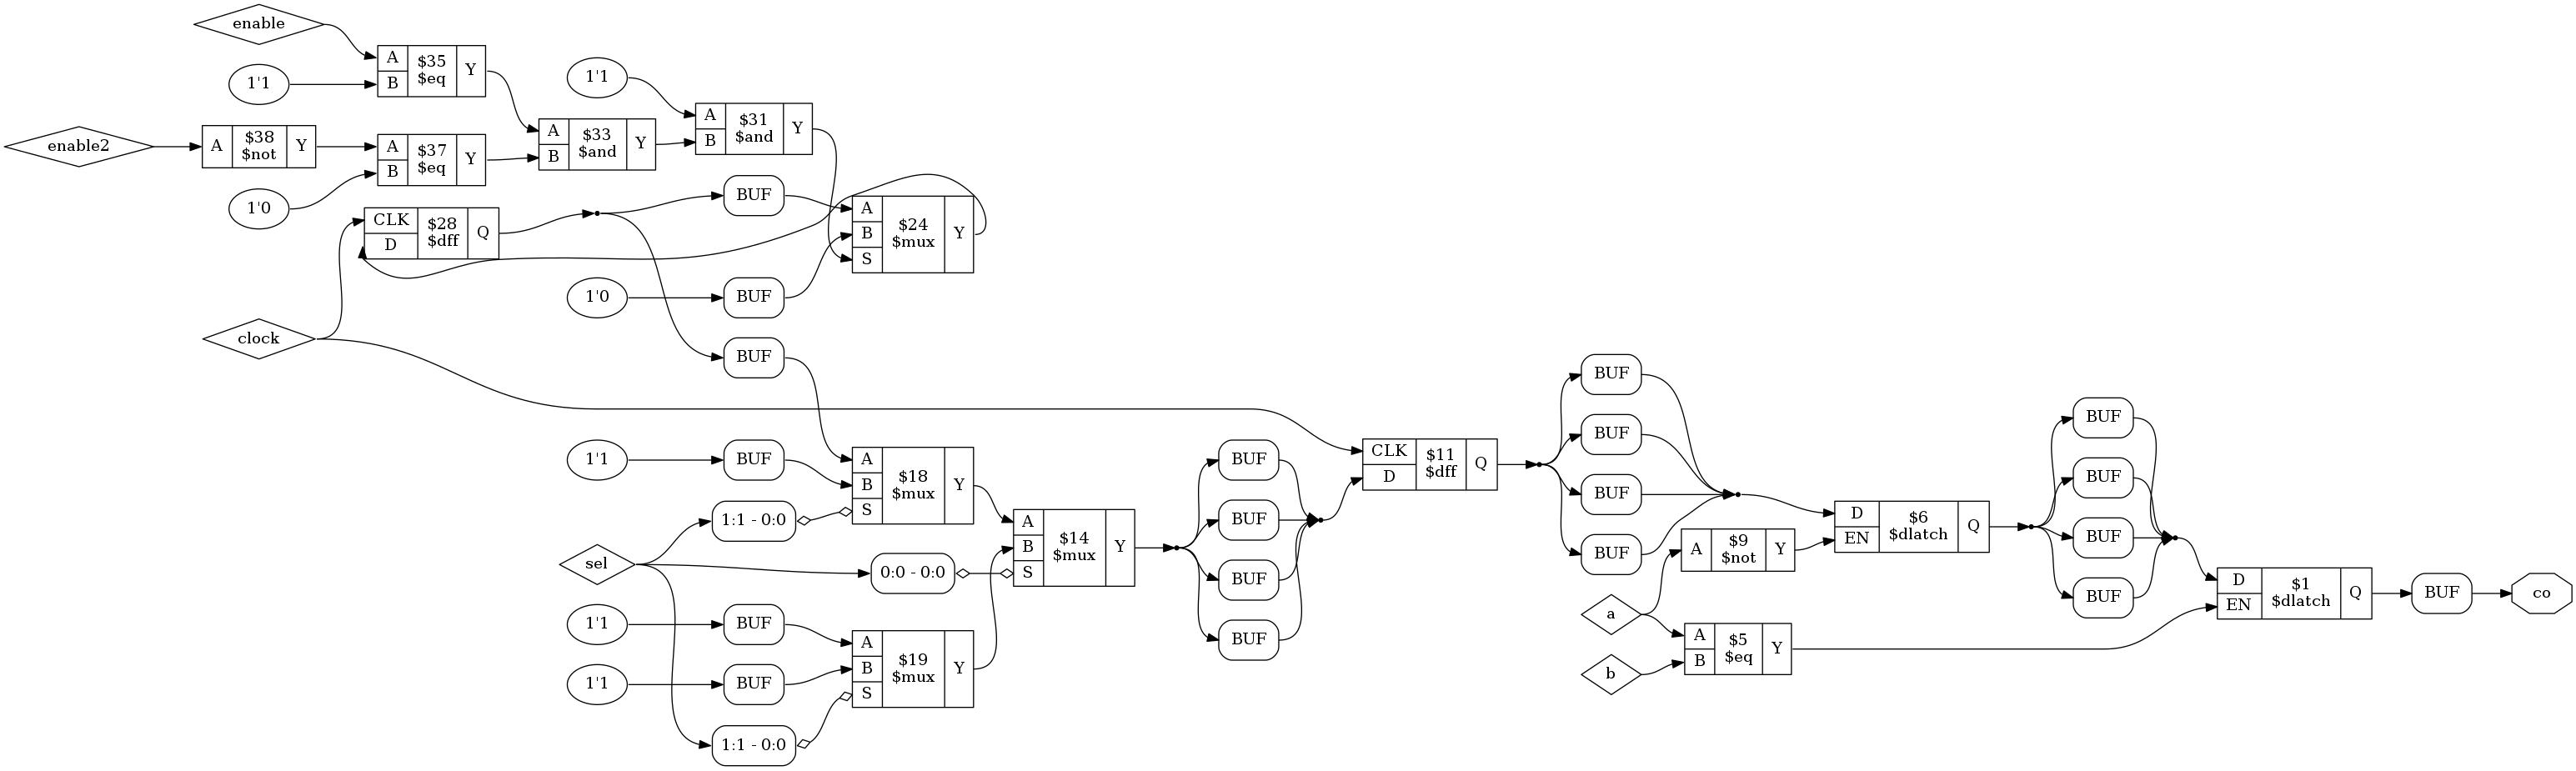 enable
1'1
A
B
$35
$eq
Y
enable2
A
$38
$not
Y
1'0
A
B
$37
$eq
Y
A
B
$33
$and
Y
1'1
A
B
$31
$and
Y
CLK
D
$28
$dff
Q
BUF
1'0
BUF
A
B
S
$24
$mux
Y
clock
BUF
1'1
BUF
1:1 - 0:0
A
B
S
$18
$mux
Y
sel
0:0 - 0:0
1'1
BUF
1'1
BUF
1:1 - 0:0
A
B
S
$19
$mux
Y
A
B
S
$14
$mux
Y
BUF
BUF
BUF
BUF
CLK
D
$11
$dff
Q
BUF
BUF
BUF
BUF
a
b
A
$9
$not
Y
A
B
$5
$eq
Y
D
EN
$6
$dlatch
Q
BUF
BUF
BUF
BUF
D
EN
$1
$dlatch
Q
BUF
co